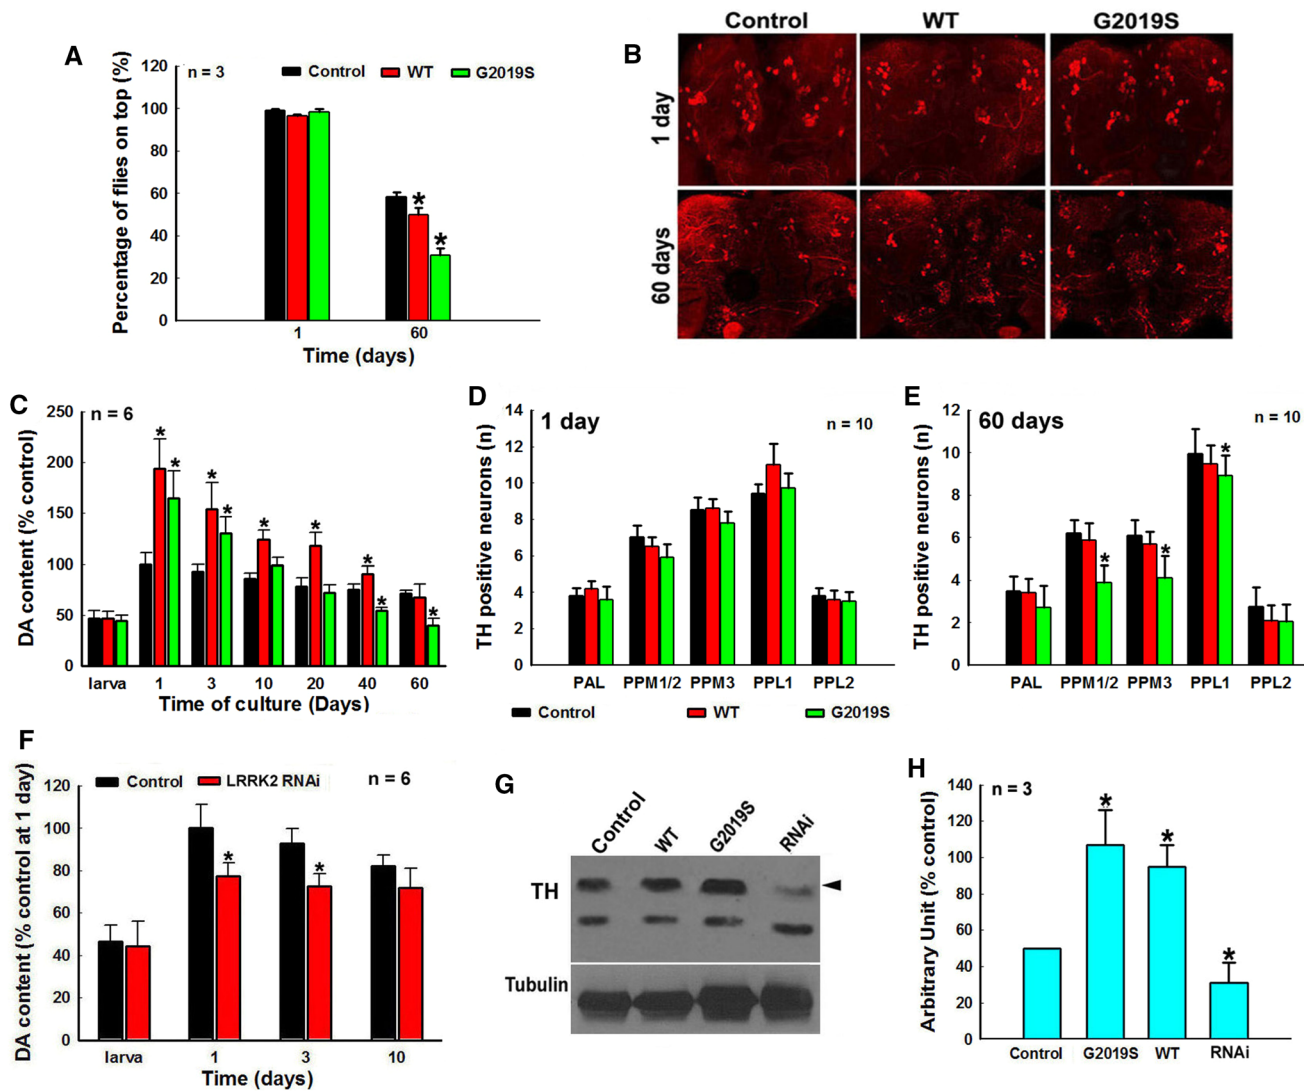 A
n = 3
Control
WT
G2019S
Percentage of flies on top (%)
120
100
80
60
40
20
0
1
60
Time (days)
B
Control
WT
G2019S
1 day
60 days
C
n = 6
DA content (% control)
250
200
150
100
50
0
*
*
*
*
*
*
*
*
*
larva
1
3
10
20
40
60
Time of culture (Days)
D
1 day
n = 10
TH positive neurons (n)
14
12
10
8
6
4
2
0
PAL
PPM1/2
PPM3
PPL1
PPL2
Control
WT
G2019S
E
60 days
n = 10
TH positive neurons (n)
12
10
8
6
4
2
0
*
*
*
PAL
PPM1/2
PPM3
PPL1
PPL2
F
Control
LRRK2 RNAi
n = 6
DA content (% control at 1 day)
120
100
80
60
40
20
0
*
*
larva
1
3
10
Time (days)
G
Control
WT
G2019S
RNAi
TH
Tubulin
H
n = 3
Arbitrary Unit (% control)
140
120
100
80
60
40
20
0
*
*
*
Control
G2019S
WT
RNAi